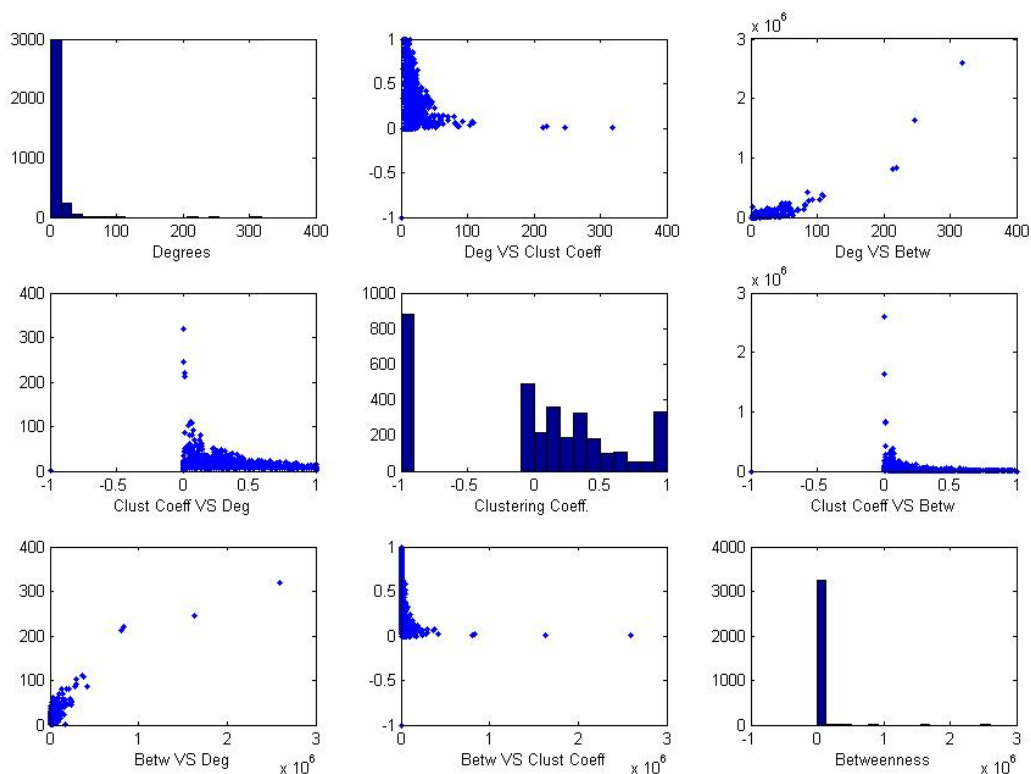 3000
2000
1000
0
0 100 200 300 400
Degrees
1
0.5
0
-0.5
-1
0 100 200 300 400
Deg VS Clust Coeff
x 10^6
3
2
1
0
0 100 200 300 400
Deg VS Betw
400
300
200
100
0
-1 -0.5 0 0.5 1
Clust Coeff VS Deg
1000
800
600
400
200
0
-1 -0.5 0 0.5 1
Clustering Coeff.
x 10^6
3
2
1
0
-1 -0.5 0 0.5 1
Clust Coeff VS Betw
400
300
200
100
0
0 1 2 3
Betw VS Deg x 10^6
1
0.5
0
-0.5
-1
0 1 2 3
Betw VS Clust Coeff x 10^6
4000
3000
2000
1000
0
-1 0 1 2 3
Betweenness x 10^6